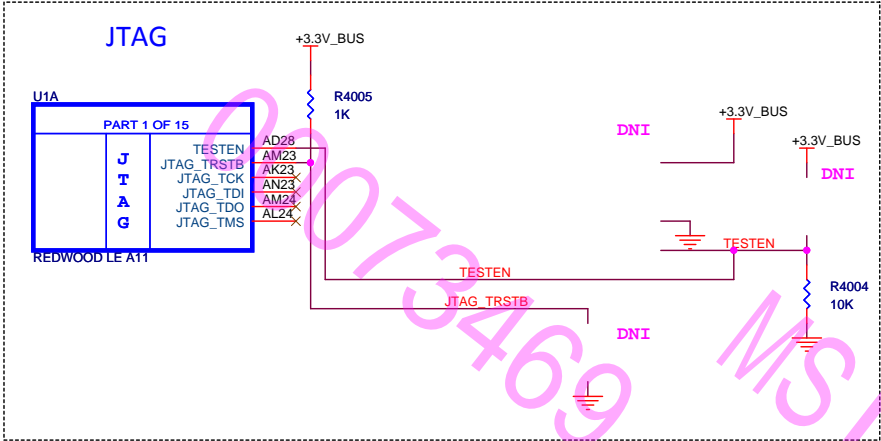 JTAG
+3.3V_BUS
R4005
1K
U1A
PART 1 OF 15
JTAG
TESTEN
JTAG_TRSTB
JTAG_TCK
JTAG_TDI
JTAG_TDO
JTAG_TMS
AD28
AM23
AK23
AN23
AM24
AL24
REDWOOD LE A11
DNI
+3.3V_BUS
+3.3V_BUS
DNI
TESTEN
TESTEN
JTAG_TRSTB
R4004
10K
DNI
00073469
MS